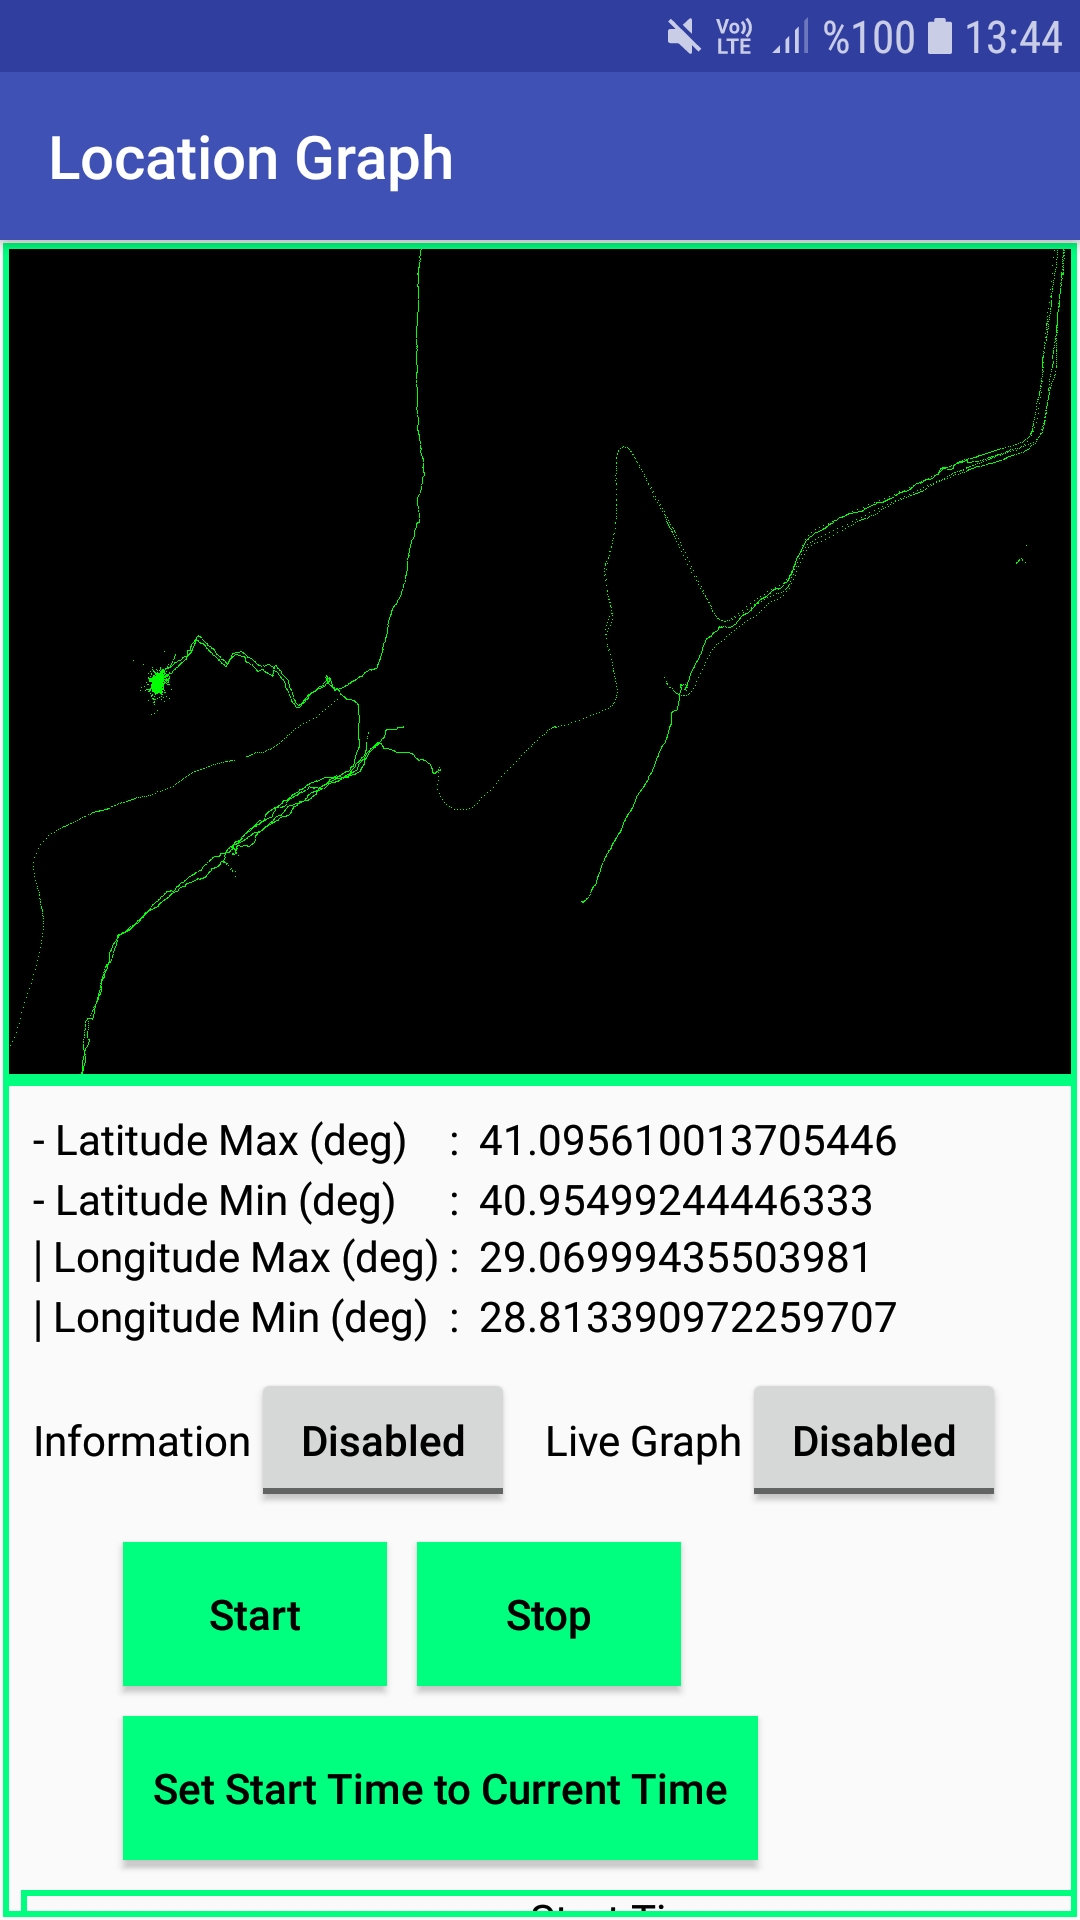 Vo)) LTE %100 13:44
Location Graph
- Latitude Max (deg) : 41.095610013705446
- Latitude Min (deg) : 40.95499244446333
| Longitude Max (deg) : 29.06999435503981
| Longitude Min (deg) : 28.813390972259707
Information Disabled Live Graph Disabled
Start Stop
Set Start Time to Current Time